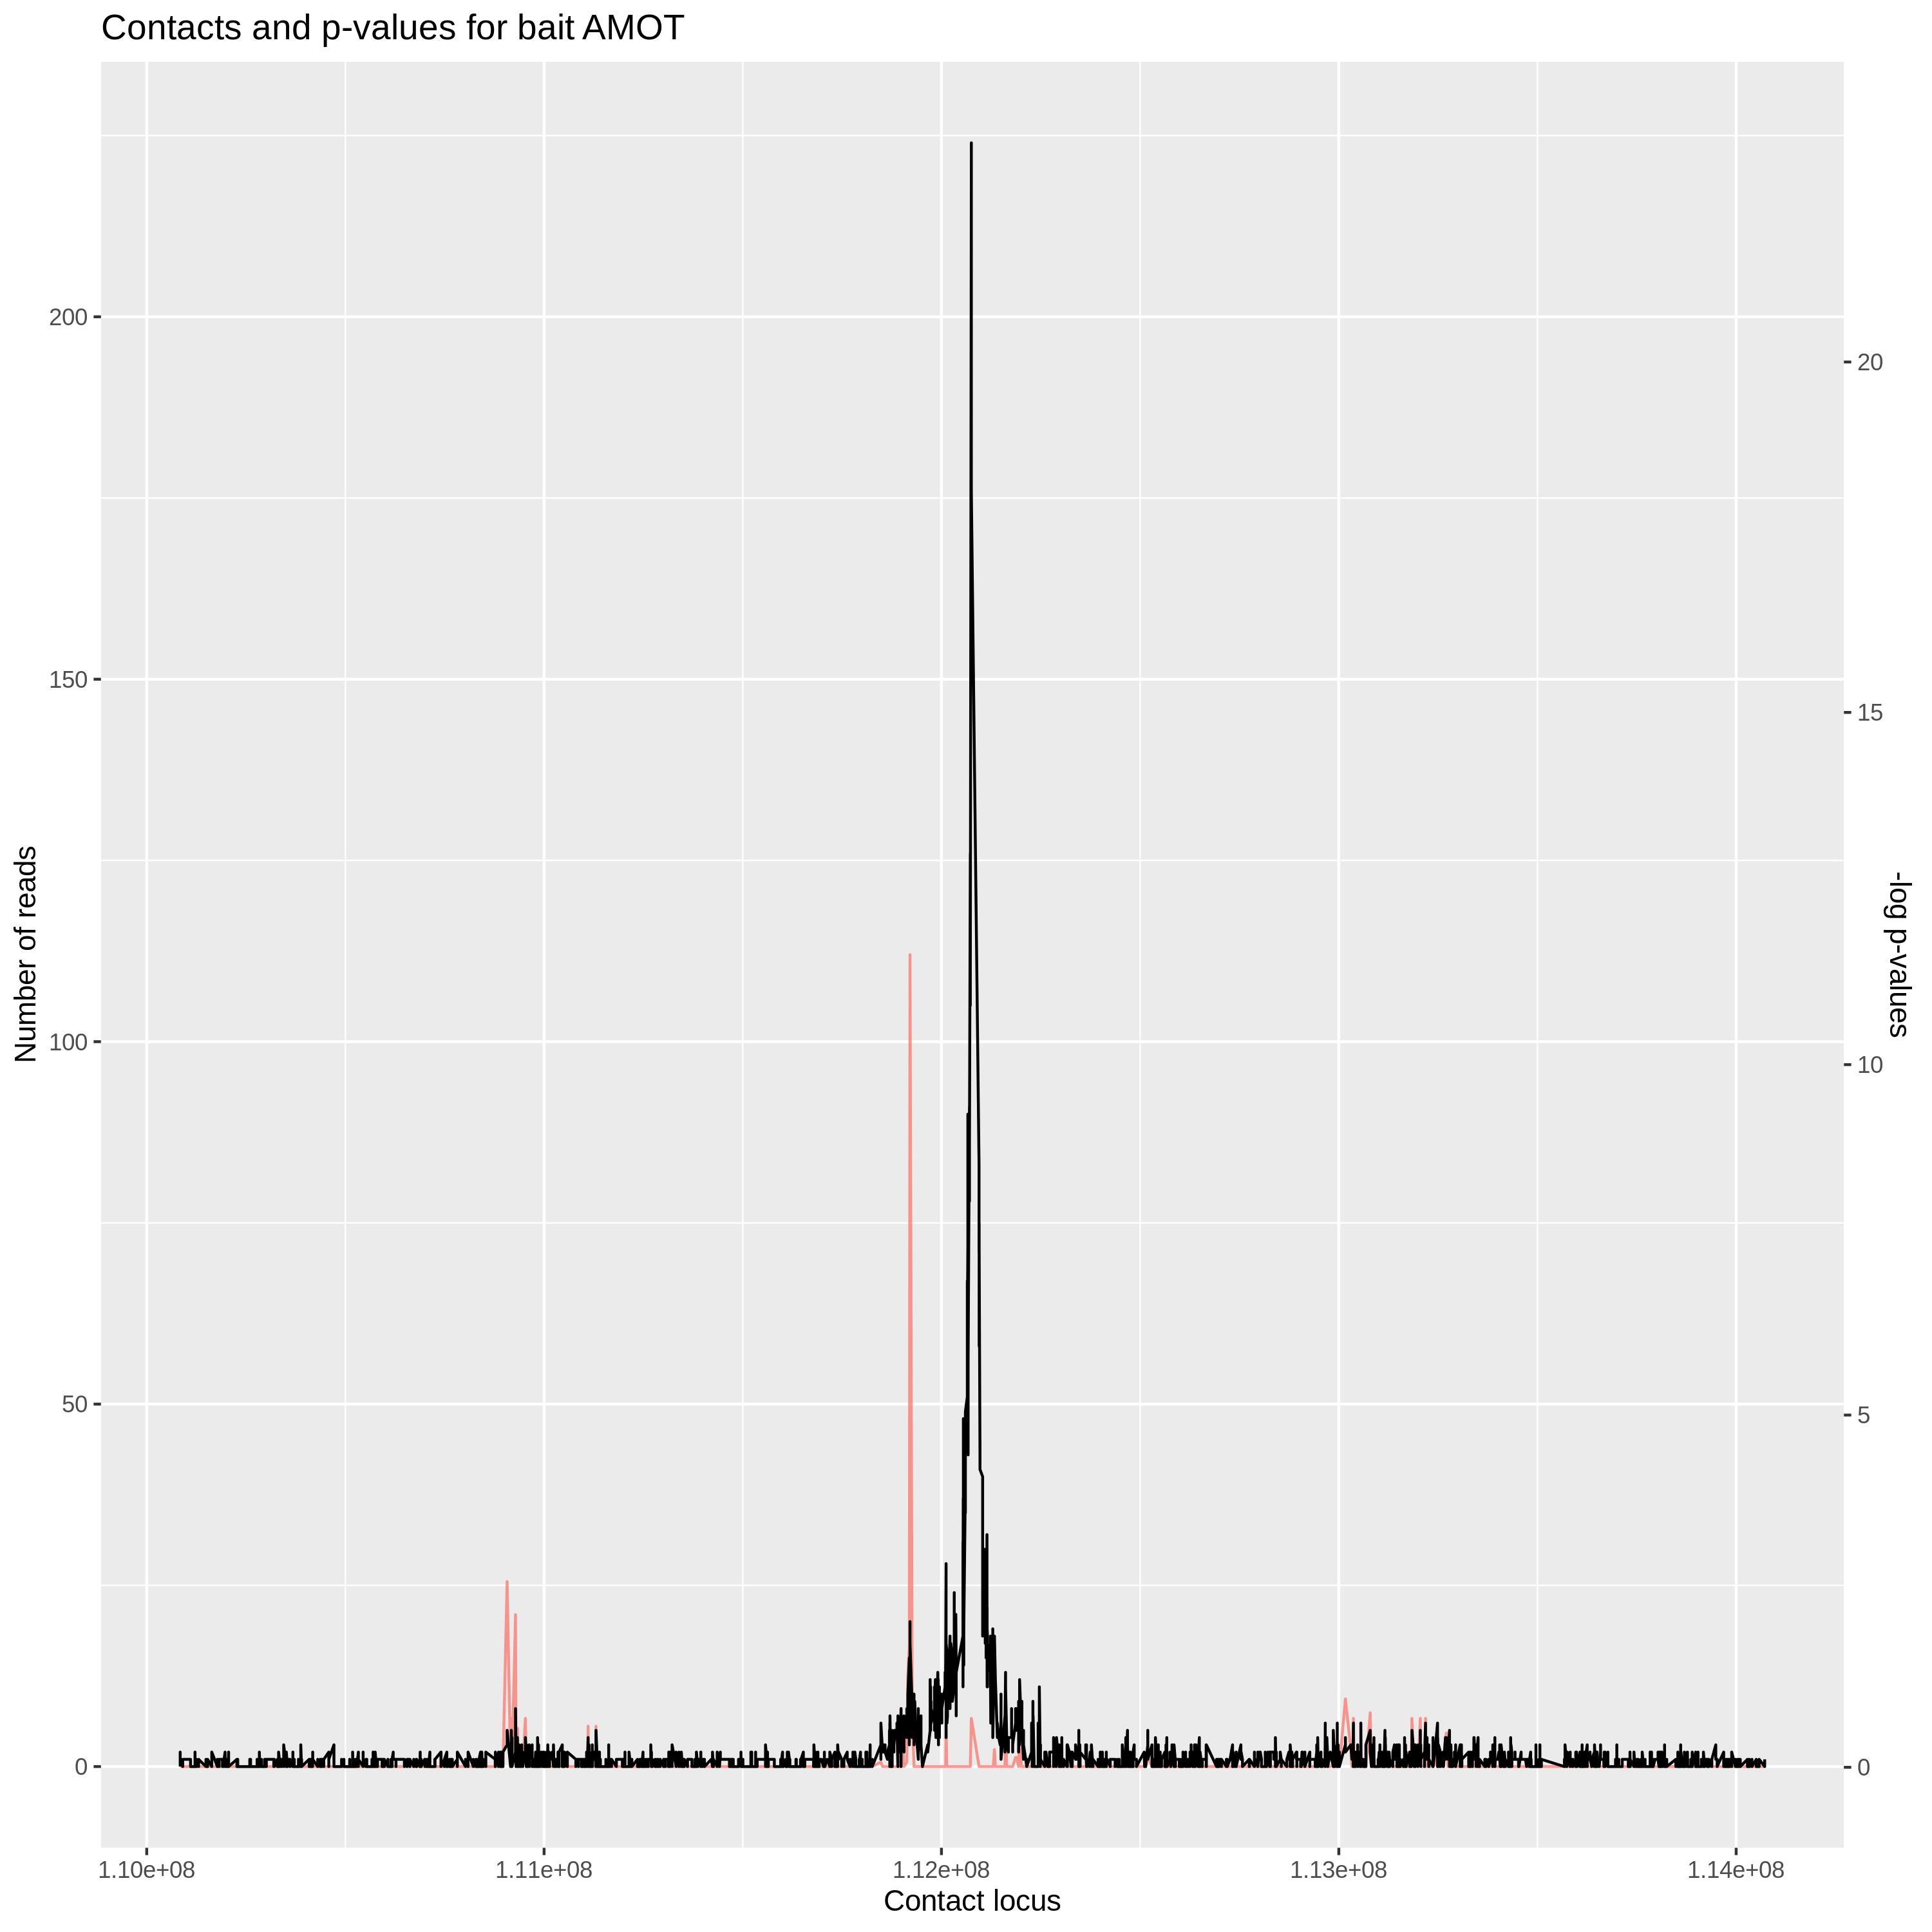 Contacts and p-values for bait AMOT
Number of reads
200
150
100
50
0
20
15
10
5
0
-log p-values
1.10e+08
1.11e+08
1.12e+08
1.13e+08
1.14e+08
Contact locus